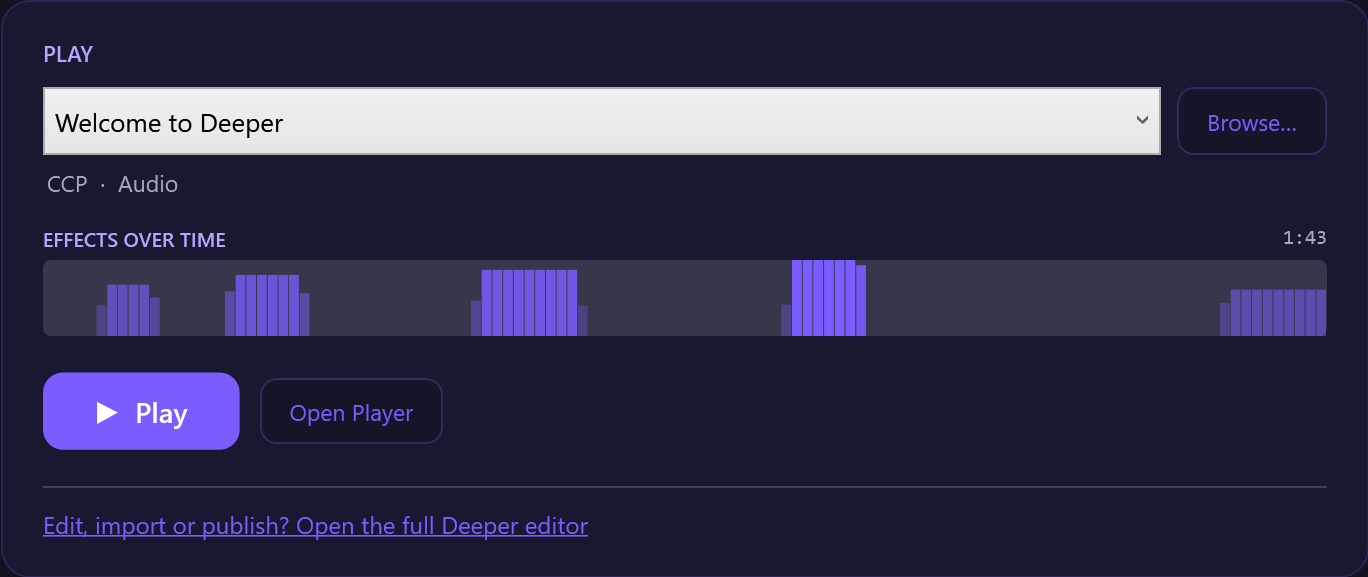 PLAY
Welcome to Deeper
Browse...
CCP · Audio
EFFECTS OVER TIME
1:43
Play
Open Player
Edit, import or publish? Open the full Deeper editor